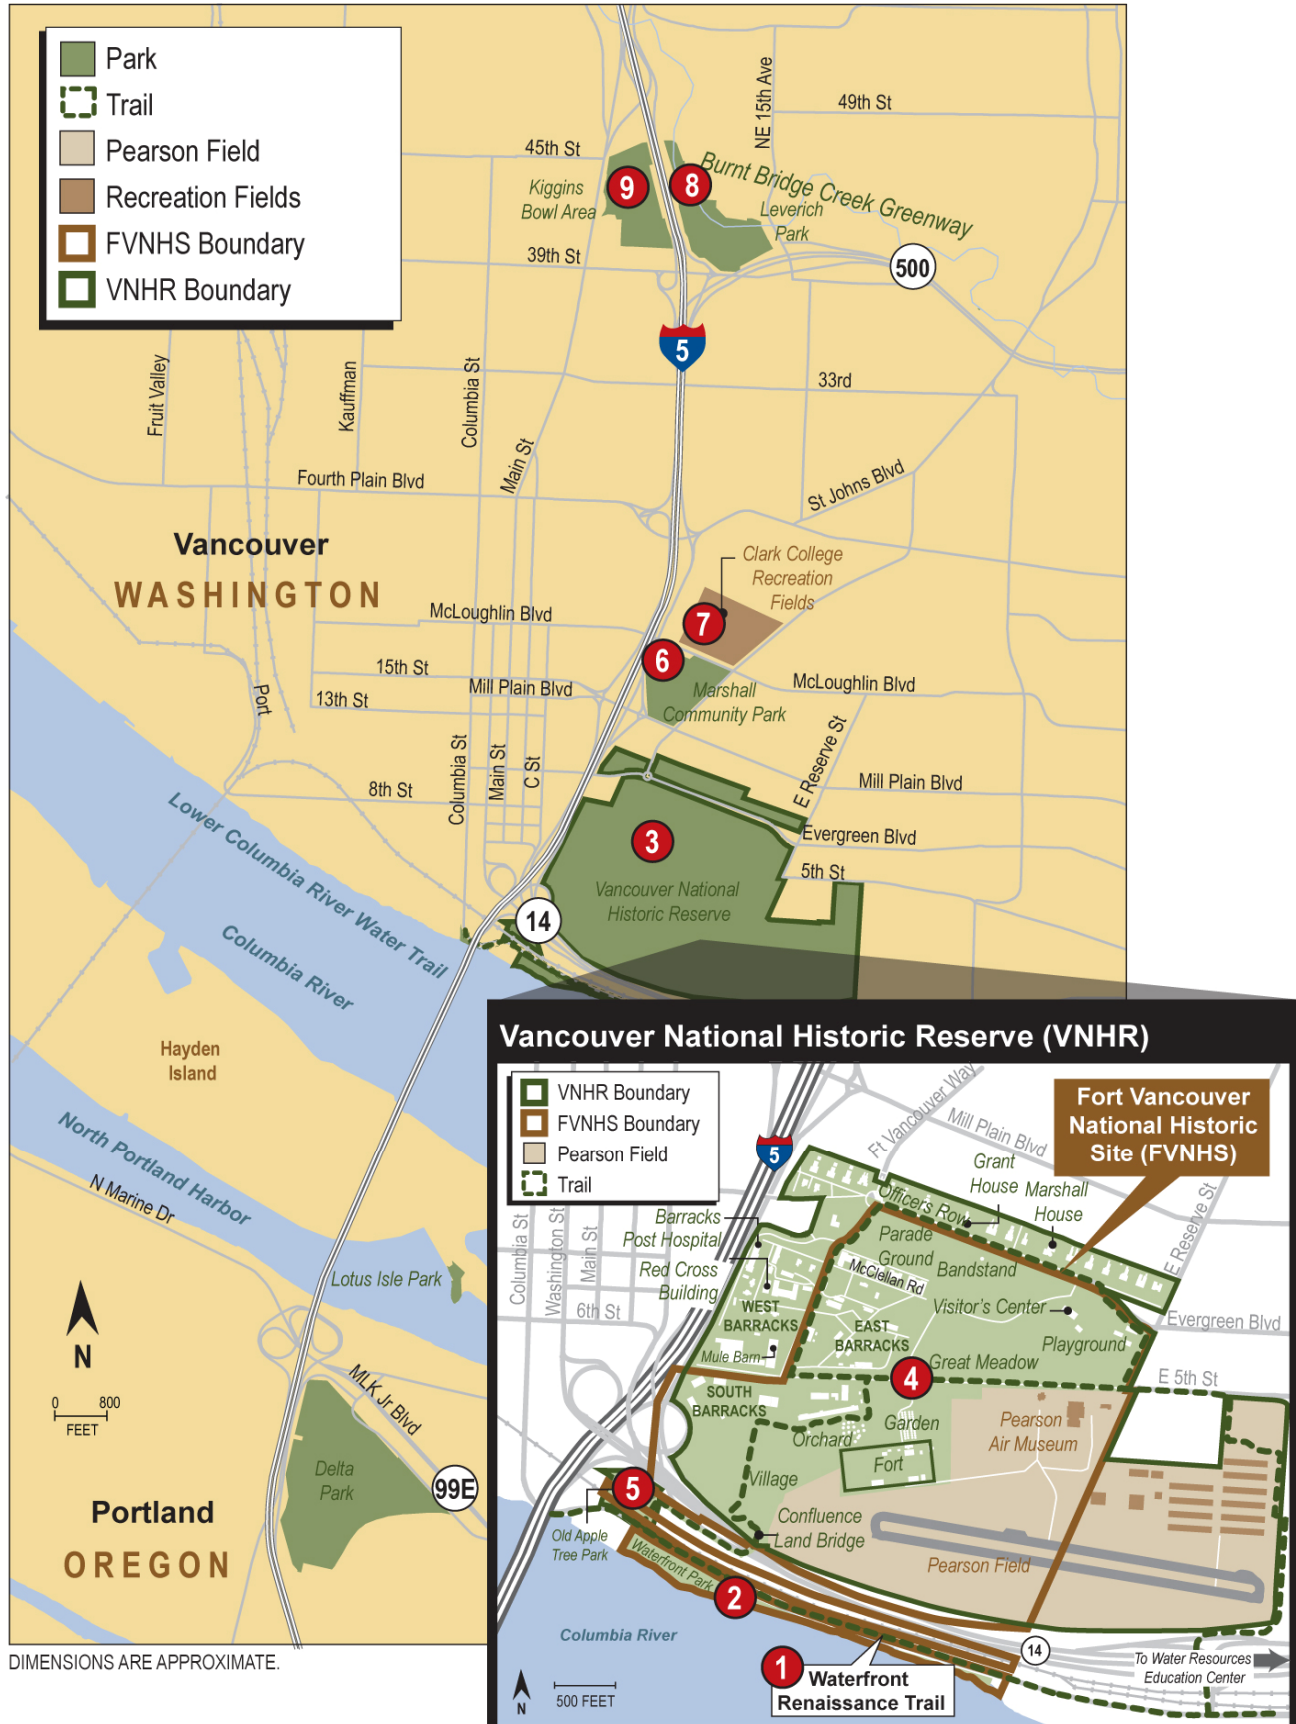 Park
Trail
Pearson Field
Recreation Fields
FVNHS Boundary
VNHR Boundary
NE 15th Ave
49th St
45th St
Burnt Bridge Creek Greenway
9
8
Kiggins
Bowl Area
Leverich
Park
39th St
500
5
Fruit Valley
Kauffman
Columbia St
33rd
Main St
Fourth Plain Blvd
St Johns Blvd
Vancouver
WASHINGTON
Clark College
Recreation
Fields
McLoughlin Blvd
7
6
15th St
Mill Plain Blvd
13th St
Port
Marshall
Community Park
McLoughlin Blvd
E Reserve St
Columbia St
Main St
C St
8th St
Mill Plain Blvd
Lower Columbia River Water Trail
3
Evergreen Blvd
5th St
Vancouver National
Historic Reserve
14
Columbia River
Hayden
Island
North Portland Harbor
N Marine Dr
Lotus Isle Park
N
0 800
FEET
MLK Jr Blvd
Delta
Park
99E
Portland
OREGON
DIMENSIONS ARE APPROXIMATE.
Vancouver National Historic Reserve (VNHR)
VNHR Boundary
FVNHS Boundary
Pearson Field
Trail
5
Ft Vancouver Way
Mill Plain Blvd
Fort Vancouver
National Historic
Site (FVNHS)
Grant
House
Marshall
House
Officers Row
E Reserve St
Columbia St
Washington St
Main St
6th St
Barracks
Post Hospital
Red Cross
Building
Parade
Ground
Bandstand
McClellan Rd
Visitor's Center
WEST
BARRACKS
EAST
BARRACKS
Playground
Evergreen Blvd
Mule Barn
4
Great Meadow
E 5th St
SOUTH
BARRACKS
Orchard
Garden
Pearson
Air Museum
Fort
Village
5
Old Apple
Tree Park
Confluence
Land Bridge
Waterfront Park
Pearson Field
2
Columbia River
1
Waterfront
Renaissance Trail
14
To Water Resources
Education Center
N
500 FEET